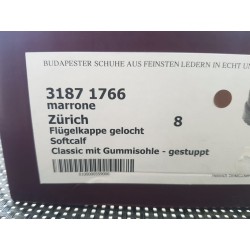 BUDAPESTER SCHUHE AUS FEINSTEN LEDERN IN ECHT
3187 1766
marrone
Zürich
8
Flügelkappe gelocht
Softcalf
Classic mit Gummisohle - gestuppt